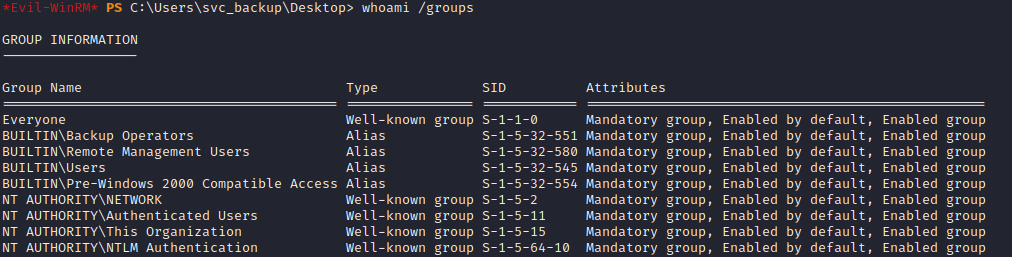 *Evil-WinRM* PS C:\Users\svc_backup\Desktop> whoami /groups
GROUP INFORMATION
-----------------
Group Name Type SID Attributes
========================================== ================ ============ ==================================================
Everyone Well-known group S-1-1-0 Mandatory group, Enabled by default, Enabled group
BUILTIN\Backup Operators Alias S-1-5-32-551 Mandatory group, Enabled by default, Enabled group
BUILTIN\Remote Management Users Alias S-1-5-32-580 Mandatory group, Enabled by default, Enabled group
BUILTIN\Users Alias S-1-5-32-545 Mandatory group, Enabled by default, Enabled group
BUILTIN\Pre-Windows 2000 Compatible Access Alias S-1-5-32-554 Mandatory group, Enabled by default, Enabled group
NT AUTHORITY\NETWORK Well-known group S-1-5-2 Mandatory group, Enabled by default, Enabled group
NT AUTHORITY\Authenticated Users Well-known group S-1-5-11 Mandatory group, Enabled by default, Enabled group
NT AUTHORITY\This Organization Well-known group S-1-5-15 Mandatory group, Enabled by default, Enabled group
NT AUTHORITY\NTLM Authentication Well-known group S-1-5-64-10 Mandatory group, Enabled by default, Enabled group